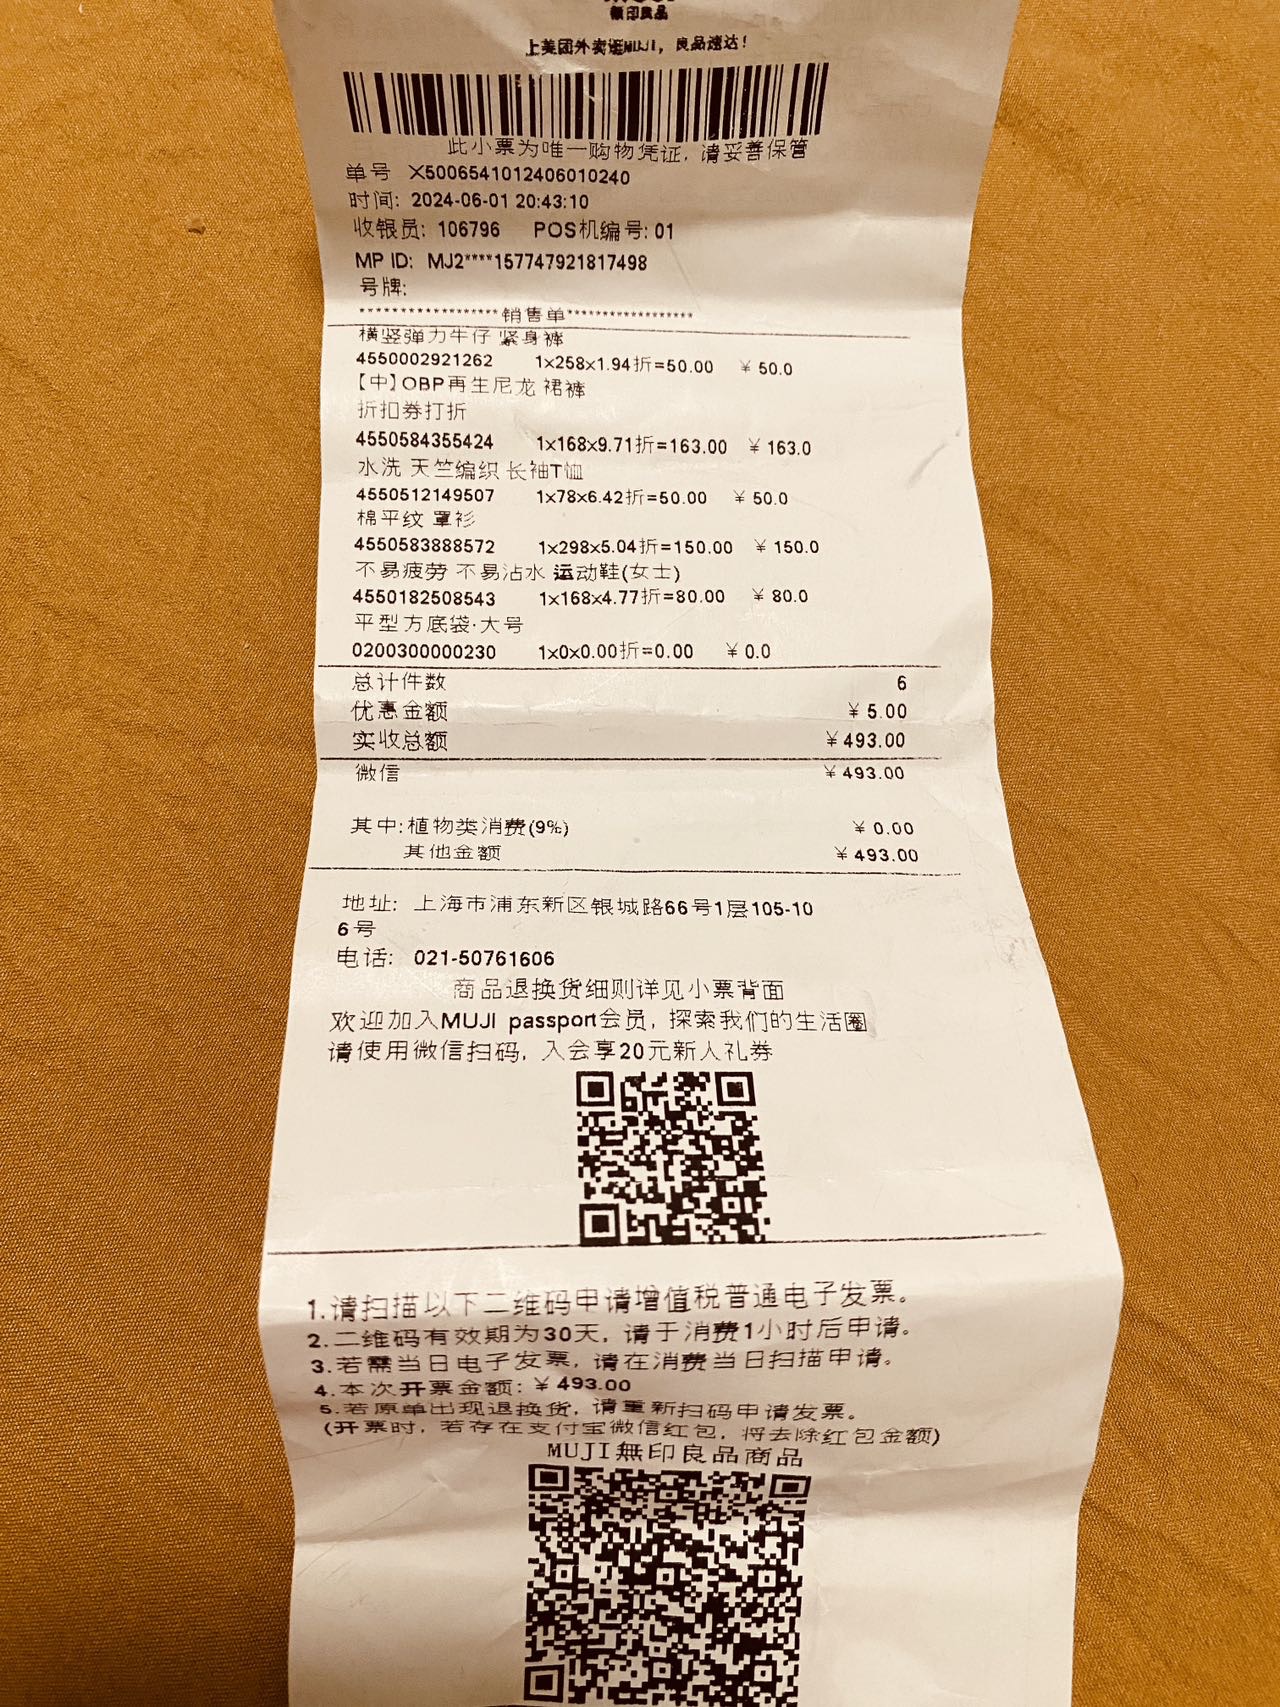 無印良品
上美团外卖逛MUJI，良品速达！
此小票为唯一购物凭证，请妥善保管
单号 X5006541012406010240
时间: 2024-06-01 20:43:10
收银员: 106796 POS机编号: 01
MP ID: MJ2****157747921817498
号牌:
******************销售单******************
横竖弹力牛仔 紧身裤
4550002921262 1x258x1.94折=50.00 ￥50.0
【中】OBP再生尼龙 裙裤
折扣券打折
4550584355424 1x168x9.71折=163.00 ￥163.0
水洗 天竺编织 长袖T恤
4550512149507 1x78x6.42折=50.00 ￥50.0
棉平纹 罩衫
4550583888572 1x298x5.04折=150.00 ￥150.0
不易疲劳 不易沾水 运动鞋(女士)
4550182508543 1x168x4.77折=80.00 ￥80.0
平型方底袋·大号
0200300000230 1x0x0.00折=0.00 ￥0.0
总计件数 6
优惠金额 ￥5.00
实收总额 ￥493.00
微信 ￥493.00
其中:植物类消费(9%) ￥0.00
其他金额 ￥493.00
地址: 上海市浦东新区银城路66号1层105-10
6号
电话: 021-50761606
商品退换货细则详见小票背面
欢迎加入MUJI passport会员，探索我们的生活圈
请使用微信扫码，入会享20元新人礼券
1.请扫描以下二维码申请增值税普通电子发票。
2.二维码有效期为30天，请于消费1小时后申请。
3.若需当日电子发票，请在消费当日扫描申请。
4.本次开票金额: ￥493.00
5.若原单出现退换货，请重新扫码申请发票。
(开票时，若存在支付宝微信红包，将去除红包金额)
MUJI無印良品商品